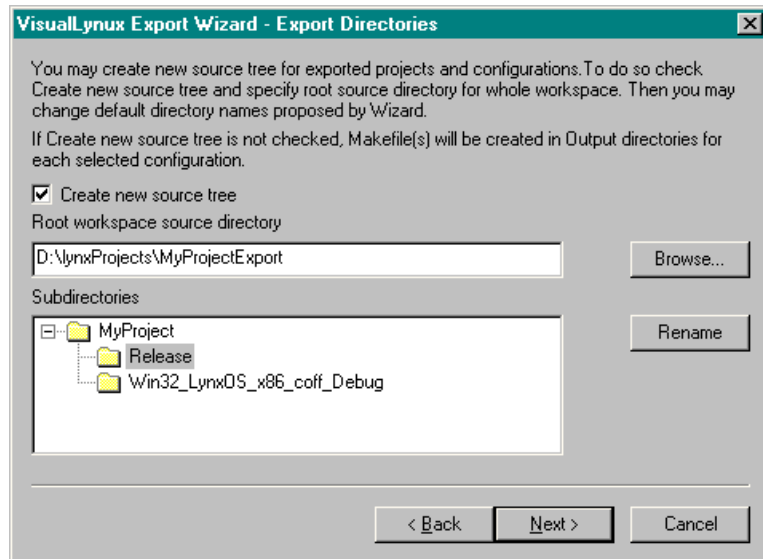 VisualLynux Export Wizard - Export Directories
You may create new source tree for exported projects and configurations.To do so check
Create new source tree and specify root source directory for whole workspace. Then you may
change default directory names proposed by Wizard.
If Create new source tree is not checked, Makefile(s) will be created in Output directories for
each selected configuration.
Create new source tree
Root workspace source directory
D:\lynxProjects\MyProjectExport
Browse...
Subdirectories
MyProject
Rename
Release
Win32_LynxOS_x86_coff_Debug
< Back
Next >
Cancel